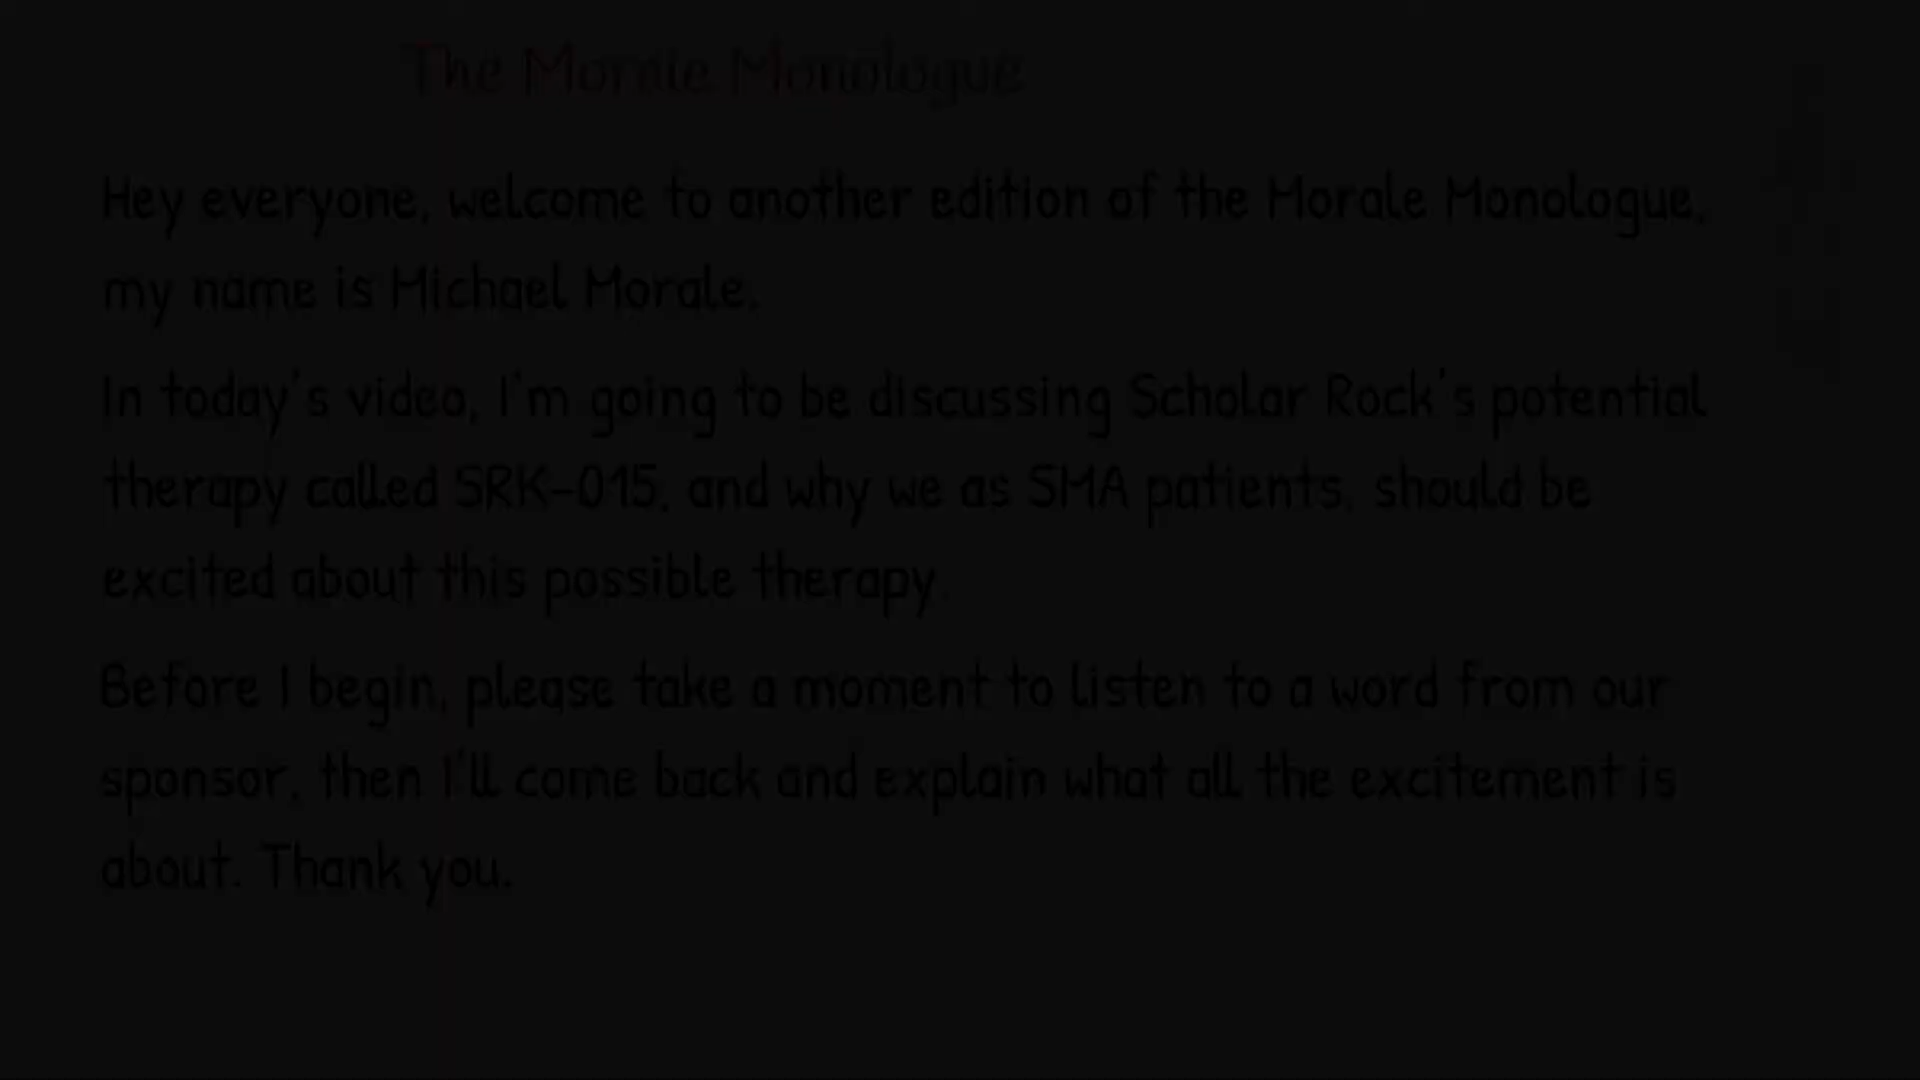 The Morale Monologue
Hey everyone, welcome to another edition of the Morale Monologue,
my name is Michael Morale.
In today's video, I'm going to be discussing Scholar Rock's potential
therapy called SRK-015, and why we as SMA patients, should be
excited about this possible therapy.
Before I begin, please take a moment to listen to a word from our
sponsor, then I'll come back and explain what all the excitement is
about. Thank you.